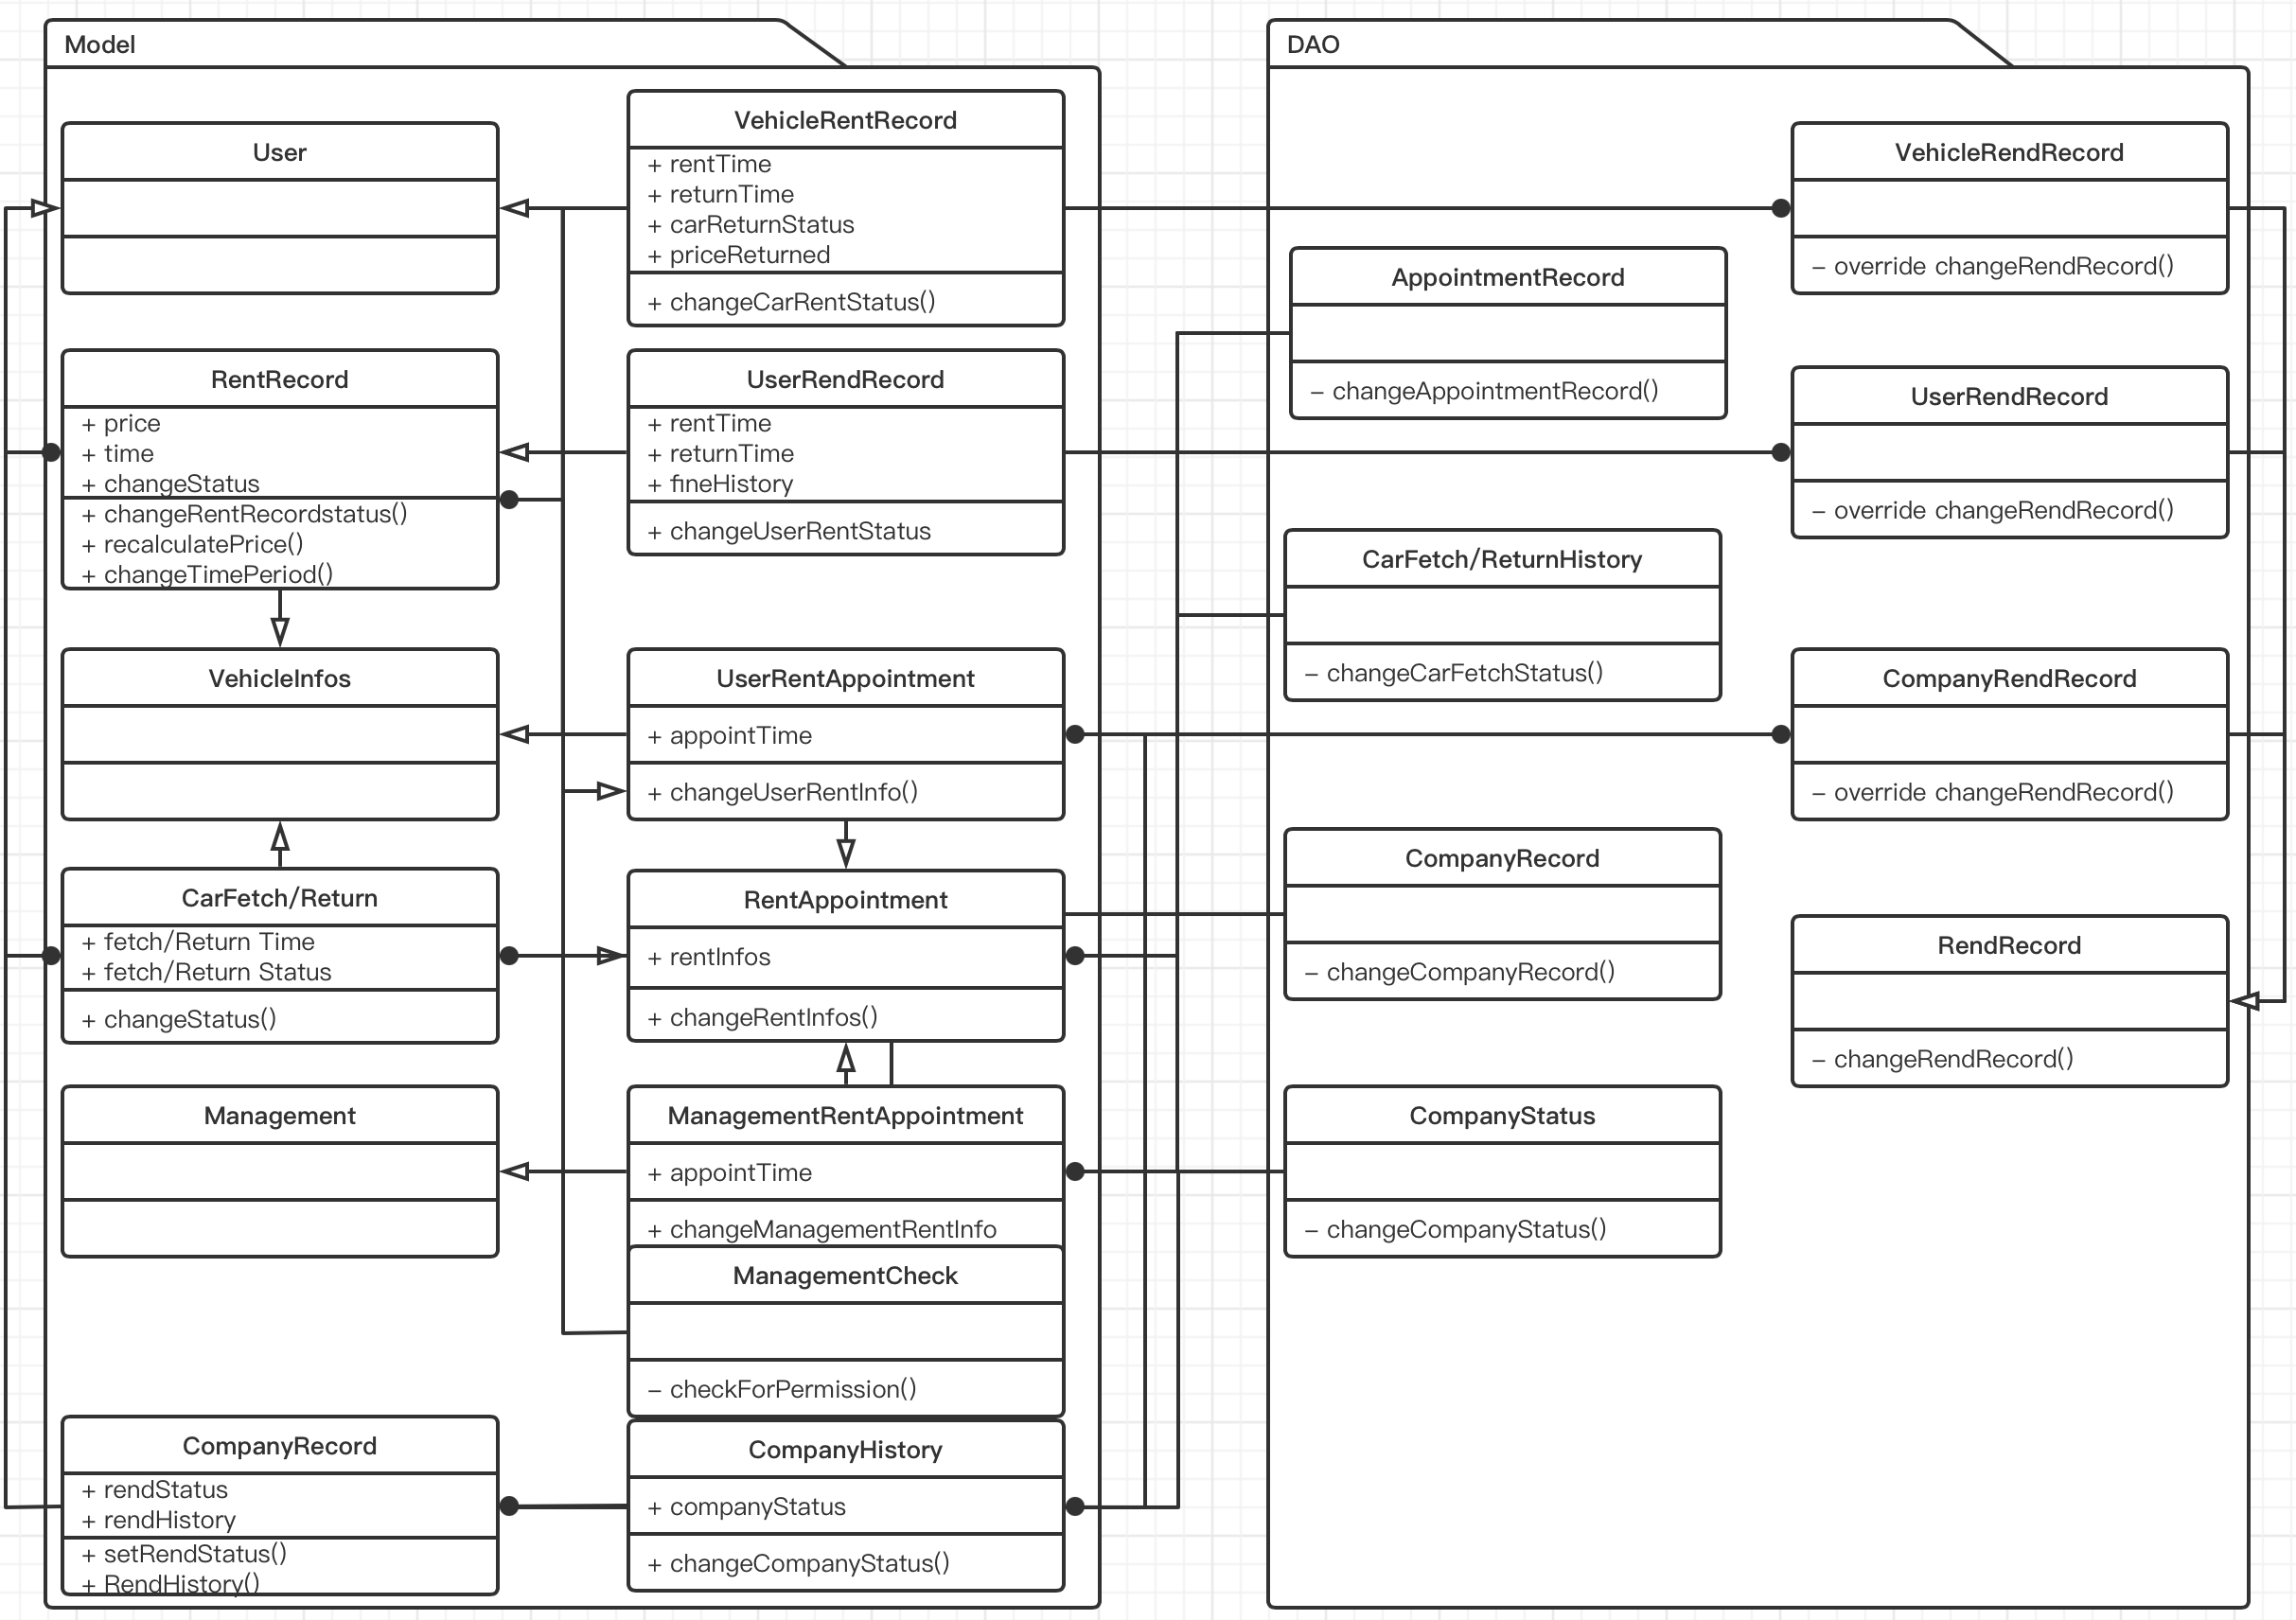 Model
User
VehicleRentRecord
+ rentTime
+ returnTime
+ carReturnStatus
+ priceReturned
+ changeCarRentStatus()
RentRecord
+ price
+ time
+ changeStatus
+ changeRentRecordstatus()
+ recalculatePrice()
+ changeTimePeriod()
UserRendRecord
+ rentTime
+ returnTime
+ fineHistory
+ changeUserRentStatus
VehicleInfos
UserRentAppointment
+ appointTime
+ changeUserRentInfo()
CarFetch/Return
+ fetch/Return Time
+ fetch/Return Status
+ changeStatus()
RentAppointment
+ rentInfos
+ changeRentInfos()
Management
ManagementRentAppointment
+ appointTime
+ changeManagementRentInfo
ManagementCheck
− checkForPermission()
CompanyRecord
+ rendStatus
+ rendHistory
+ setRendStatus()
+ RendHistory()
CompanyHistory
+ companyStatus
+ changeCompanyStatus()
DAO
VehicleRendRecord
− override changeRendRecord()
AppointmentRecord
− changeAppointmentRecord()
UserRendRecord
− override changeRendRecord()
CarFetch/ReturnHistory
− changeCarFetchStatus()
CompanyRendRecord
− override changeRendRecord()
CompanyRecord
− changeCompanyRecord()
RendRecord
− changeRendRecord()
CompanyStatus
− changeCompanyStatus()